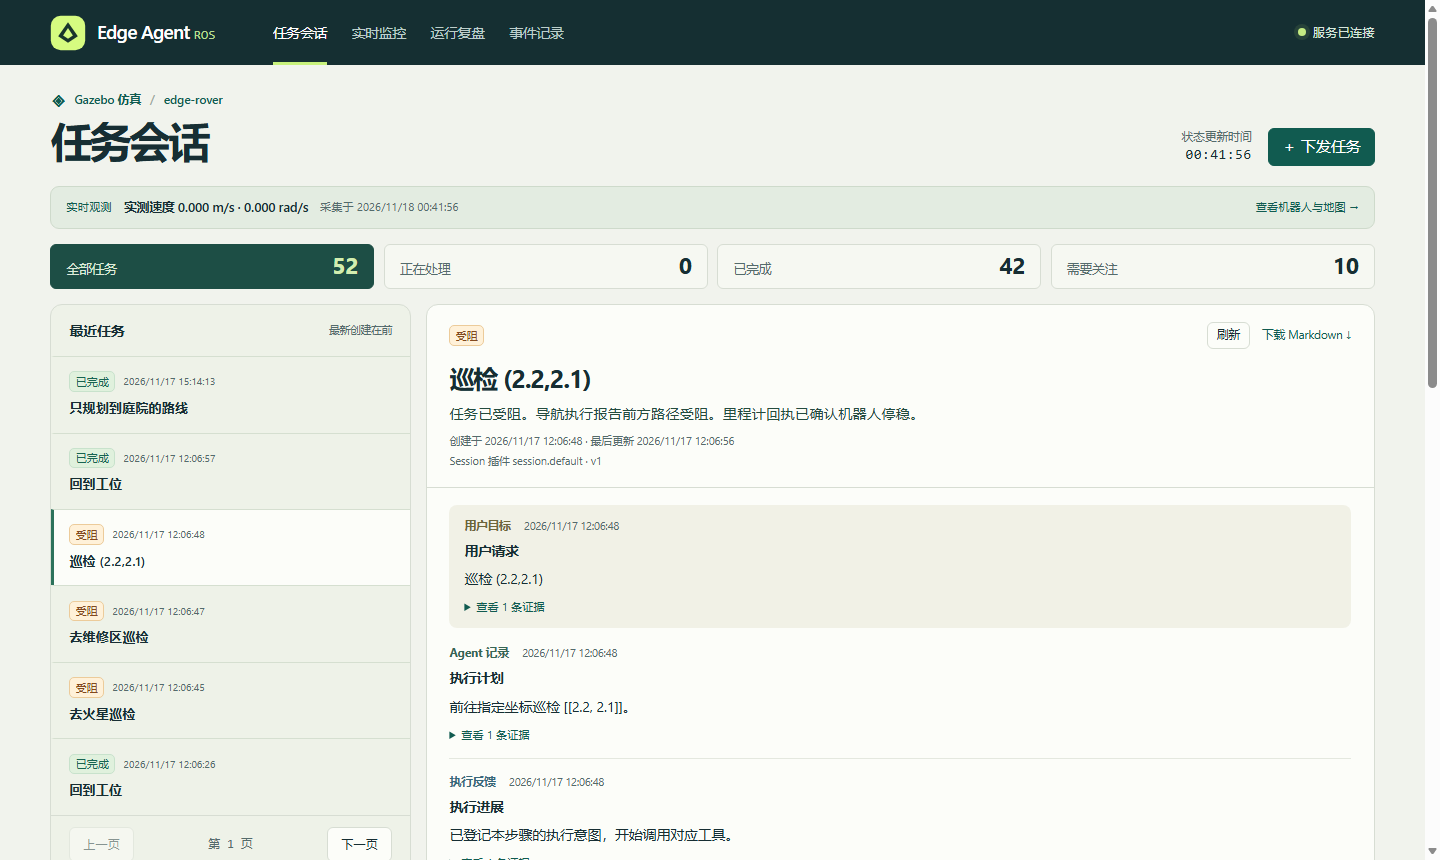 Edge Agent ROS
任务会话
实时监控
运行复盘
事件记录
服务已连接
Gazebo 仿真 / edge-rover
任务会话
状态更新时间
00:41:56
+ 下发任务
实时观测 实测速度 0.000 m/s · 0.000 rad/s 采集于 2026/11/18 00:41:56
查看机器人与地图 →
全部任务 52
正在处理 0
已完成 42
需要关注 10
最近任务 最新创建在前
已完成 2026/11/17 15:14:13
只规划到庭院的路线
已完成 2026/11/17 12:06:57
回到工位
受阻 2026/11/17 12:06:48
巡检 (2.2,2.1)
受阻 2026/11/17 12:06:47
去维修区巡检
受阻 2026/11/17 12:06:45
去火星巡检
已完成 2026/11/17 12:06:26
回到工位
上一页 第 1 页 下一页
受阻
刷新 下载 Markdown ↓
巡检 (2.2,2.1)
任务已受阻。导航执行报告前方路径受阻。里程计回执已确认机器人停稳。
创建于 2026/11/17 12:06:48 · 最后更新 2026/11/17 12:06:56
Session 插件 session.default · v1
用户目标 2026/11/17 12:06:48
用户请求
巡检 (2.2,2.1)
▶ 查看 1 条证据
Agent 记录 2026/11/17 12:06:48
执行计划
前往指定坐标巡检 [[2.2, 2.1]]。
▶ 查看 1 条证据
执行反馈 2026/11/17 12:06:48
执行进展
已登记本步骤的执行意图，开始调用对应工具。